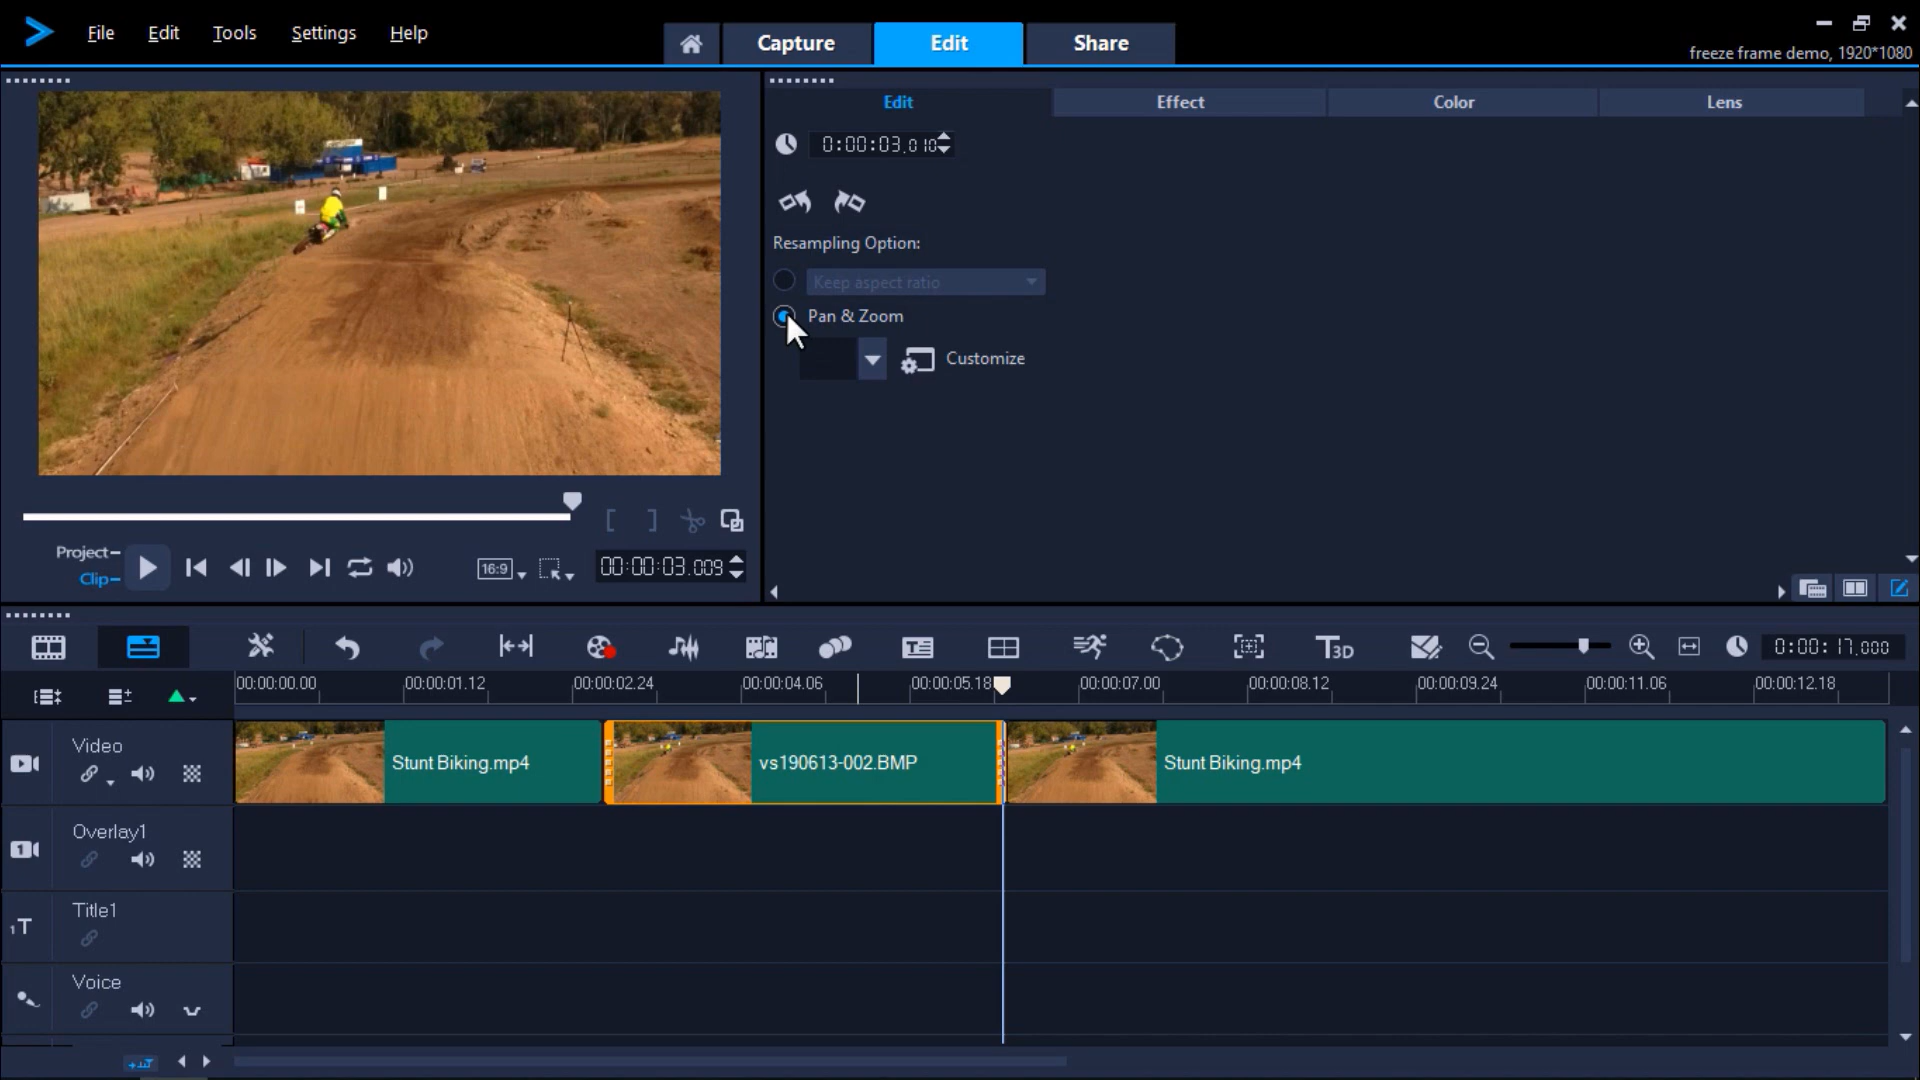 File Edit Tools Settings Help
Capture Edit Share
freeze frame demo, 1920*1080
Edit Effect Color Lens
0:00:03.010
Resampling Option:
Keep aspect ratio
Pan & Zoom
Customize
Project
Clip
16:9
00:00:03.009
T3D
0:00:17.000
00:00:00.00 00:00:01.12 00:00:02.24 00:00:04.06 00:00:05.18 00:00:07.00 00:00:08.12 00:00:09.24 00:00:11.06 00:00:12.18
Video
Stunt Biking.mp4 vs190613-002.BMP Stunt Biking.mp4
Overlay1
1
Title1
1T
Voice